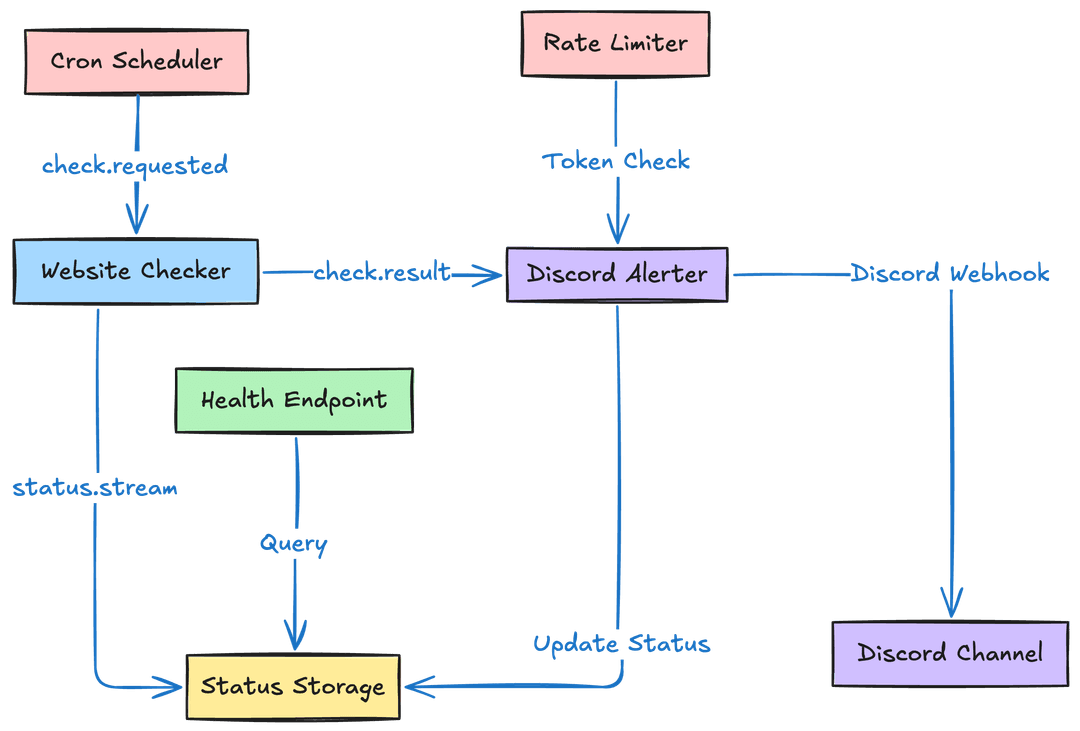 Cron Scheduler
Rate Limiter
check.requested
Token Check
Website Checker
check.result
Discord Alerter
Discord Webhook
Health Endpoint
status.stream
Query
Update Status
Discord Channel
Status Storage